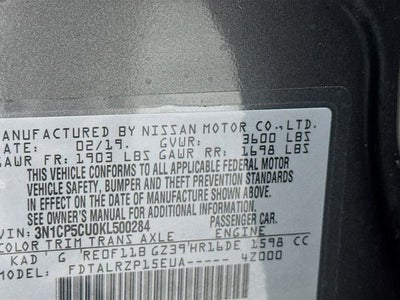 MANUFACTURED BY NISSAN MOTOR CO.,LTD.
DATE: 02/19. GVWR: 3600 LBS
GAWR FR: 1903 LBS GAWR RR: 1698 LBS
THIS VEHICLE CONFORMS TO ALL APPLICABLE FEDERAL MOTOR
VEHICLE SAFETY, BUMPER AND THEFT PREVENTION STANDARDS
IN EFFECT ON THE DATE OF MANUFACTURE SHOWN ABOVE.
SEE OWNER'S MANUAL FOR ADDITIONAL INFORMATION
VIN: 3N1CP5CU0KL500284 PASSENGER CAR
COLOR TRIM TRANS AXLE ENGINE
KAD G RE0F11B GZ39 HR16DE 1598 CC
FDTALRZP15EUA----- 4Z000